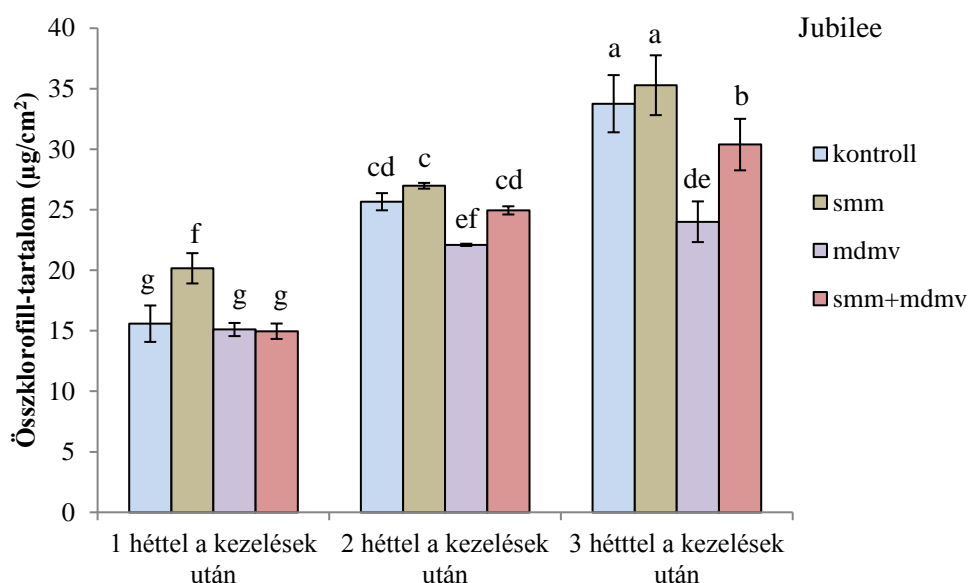 Jubilee
Összklorofill-tartalom (µg/cm²)
40
35
30
25
20
15
10
5
0
g
f
g
g
cd
c
ef
cd
a
a
de
b
1 héttel a kezelések
után
2 héttel a kezelések
után
3 hétttel a kezelések
után
kontroll
smm
mdmv
smm+mdmv